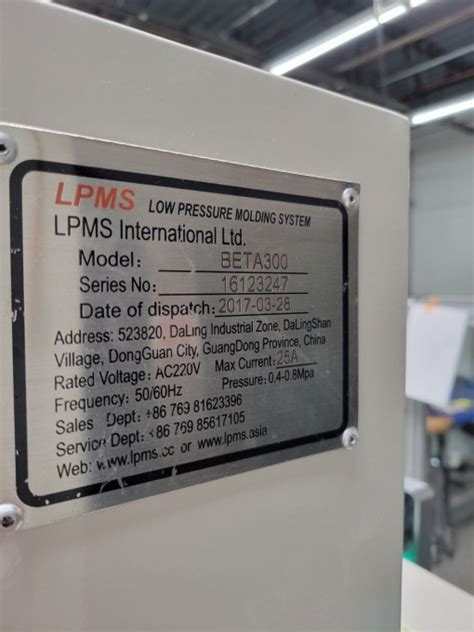 LPMS LOW PRESSURE MOLDING SYSTEM
LPMS International Ltd.
Model: BETA300
Series No: 16123247
Date of dispatch: 2017-03-28
Address: 523820, DaLing Industrial Zone, DaLingShan
Village, DongGuan City, GuangDong Province, China
Rated Voltage: AC220V Max Current: 25A
Frequency: 50/60Hz Pressure: 0.4-0.8Mpa
Sales Dept: +86 769 81623396
Service Dept: +86 769 85617105
Web: www.lpms.cc or www.lpms.asia